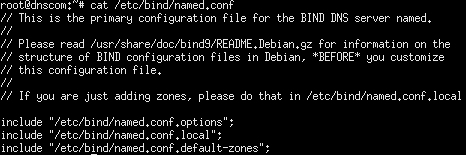 root@dnscom:~# cat /etc/bind/named.conf
// This is the primary configuration file for the BIND DNS server named.
//
// Please read /usr/share/doc/bind9/README.Debian.gz for information on the
// structure of BIND configuration files in Debian, *BEFORE* you customize
// this configuration file.
//
// If you are just adding zones, please do that in /etc/bind/named.conf.local

include "/etc/bind/named.conf.options";
include "/etc/bind/named.conf.local";
include "/etc/bind/named.conf.default-zones";